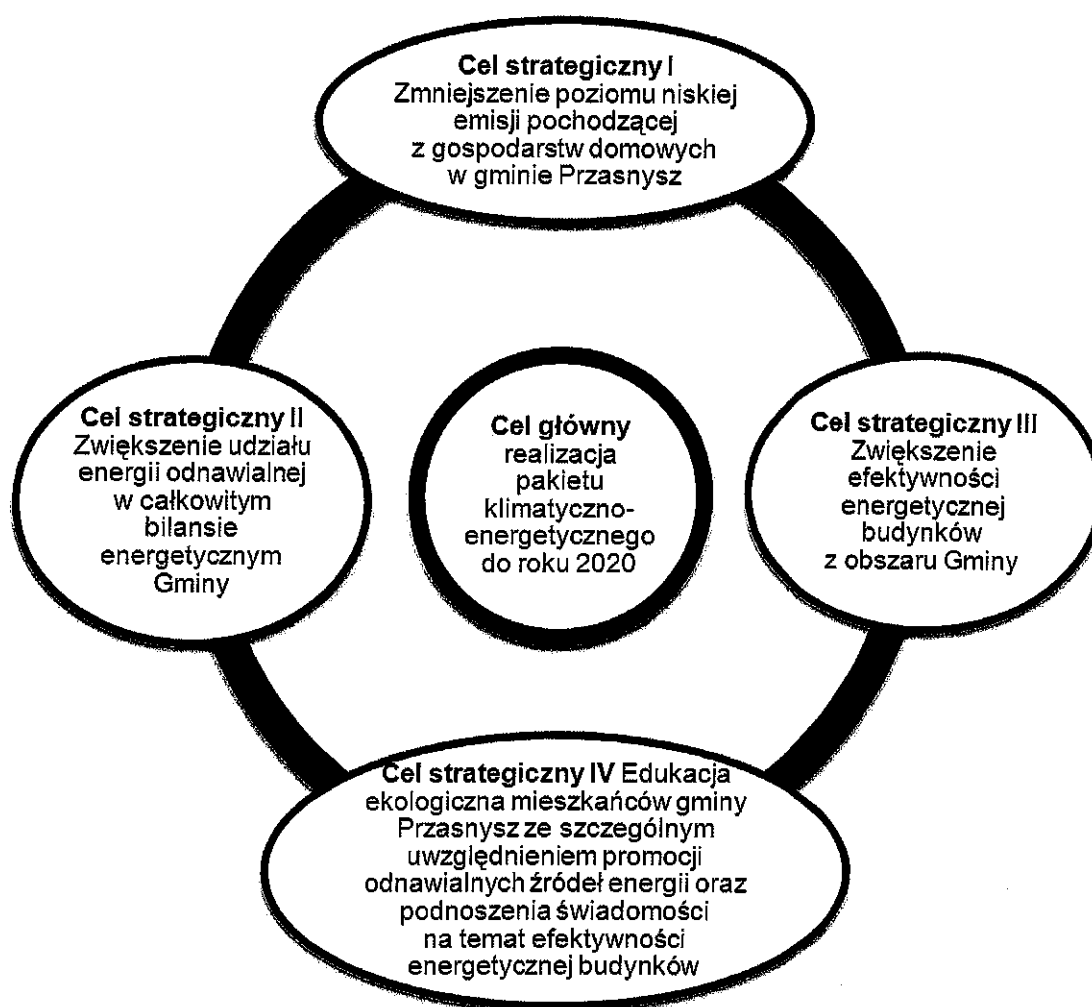 Cel strategiczny I
Zmniejszenie poziomu niskiej
emisji pochodzącej
z gospodarstw domowych
w gminie Przasnysz
Cel strategiczny II
Zwiększenie udziału
energii odnawialnej
w całkowitym
bilansie
energetycznym
Gminy
Cel główny
realizacja
pakietu
klimatyczno-
energetycznego
do roku 2020
Cel strategiczny III
Zwiększenie
efektywności
energetycznej
budynków
z obszaru Gminy
Cel strategiczny IV Edukacja
ekologiczna mieszkańców gminy
Przasnysz ze szczególnym
uwzględnieniem promocji
odnawialnych źródeł energii oraz
podnoszenia świadomości
na temat efektywności
energetycznej budynków